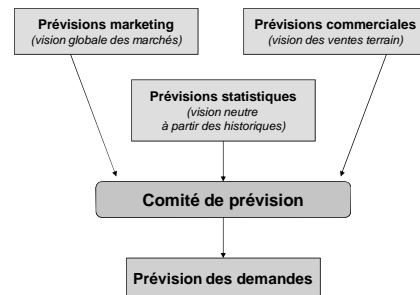 Prévisions marketing
(vision globale des marchés)
Prévisions commerciales
(vision des ventes terrain)
Prévisions statistiques
(vision neutre
à partir des historiques)
Comité de prévision
Prévision des demandes